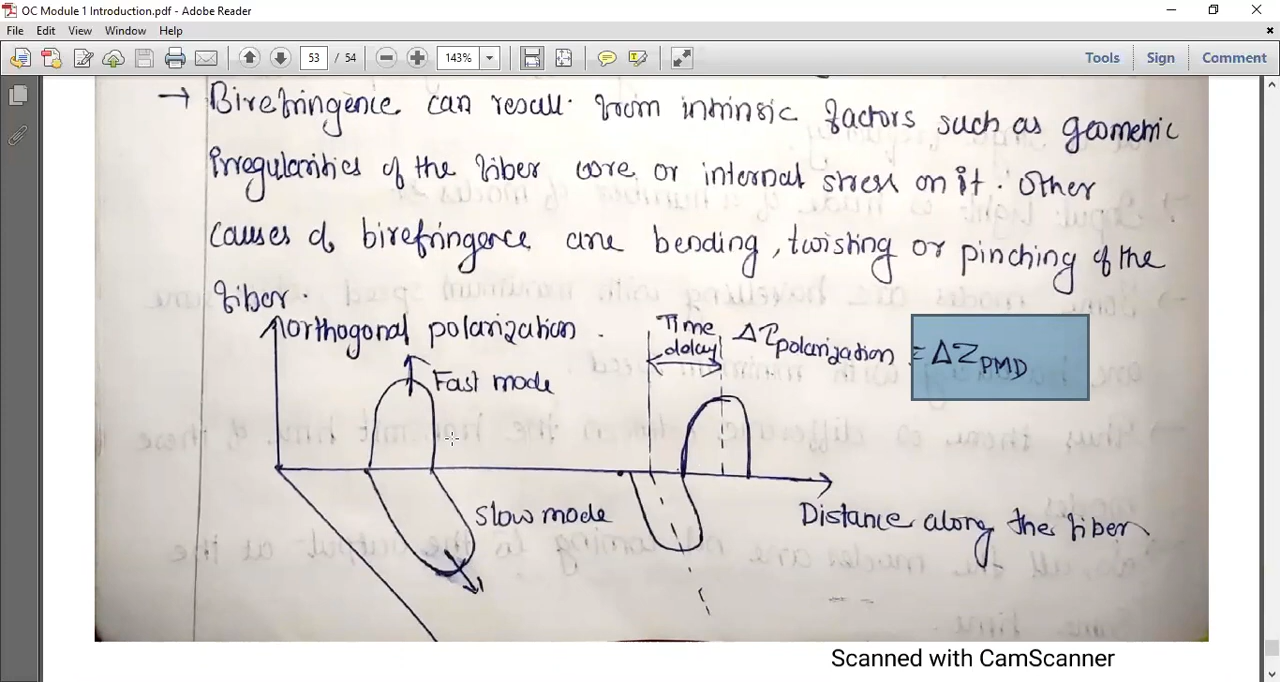 OC Module 1 Introduction.pdf - Adobe Reader
File Edit View Window Help
53 / 54 143% Tools Sign Comment
→ Birefringence can resall from intrinsic factors such as geometric
irregularities of the fiber core or internal stress on it. Other
causes of birefringence are bending, twisting or pinching of the
fiber.
orthogonal polarization. Time delay Δτpolarization = ΔZPMD
Fast mode
Slow mode Distance along the fiber
Scanned with CamScanner